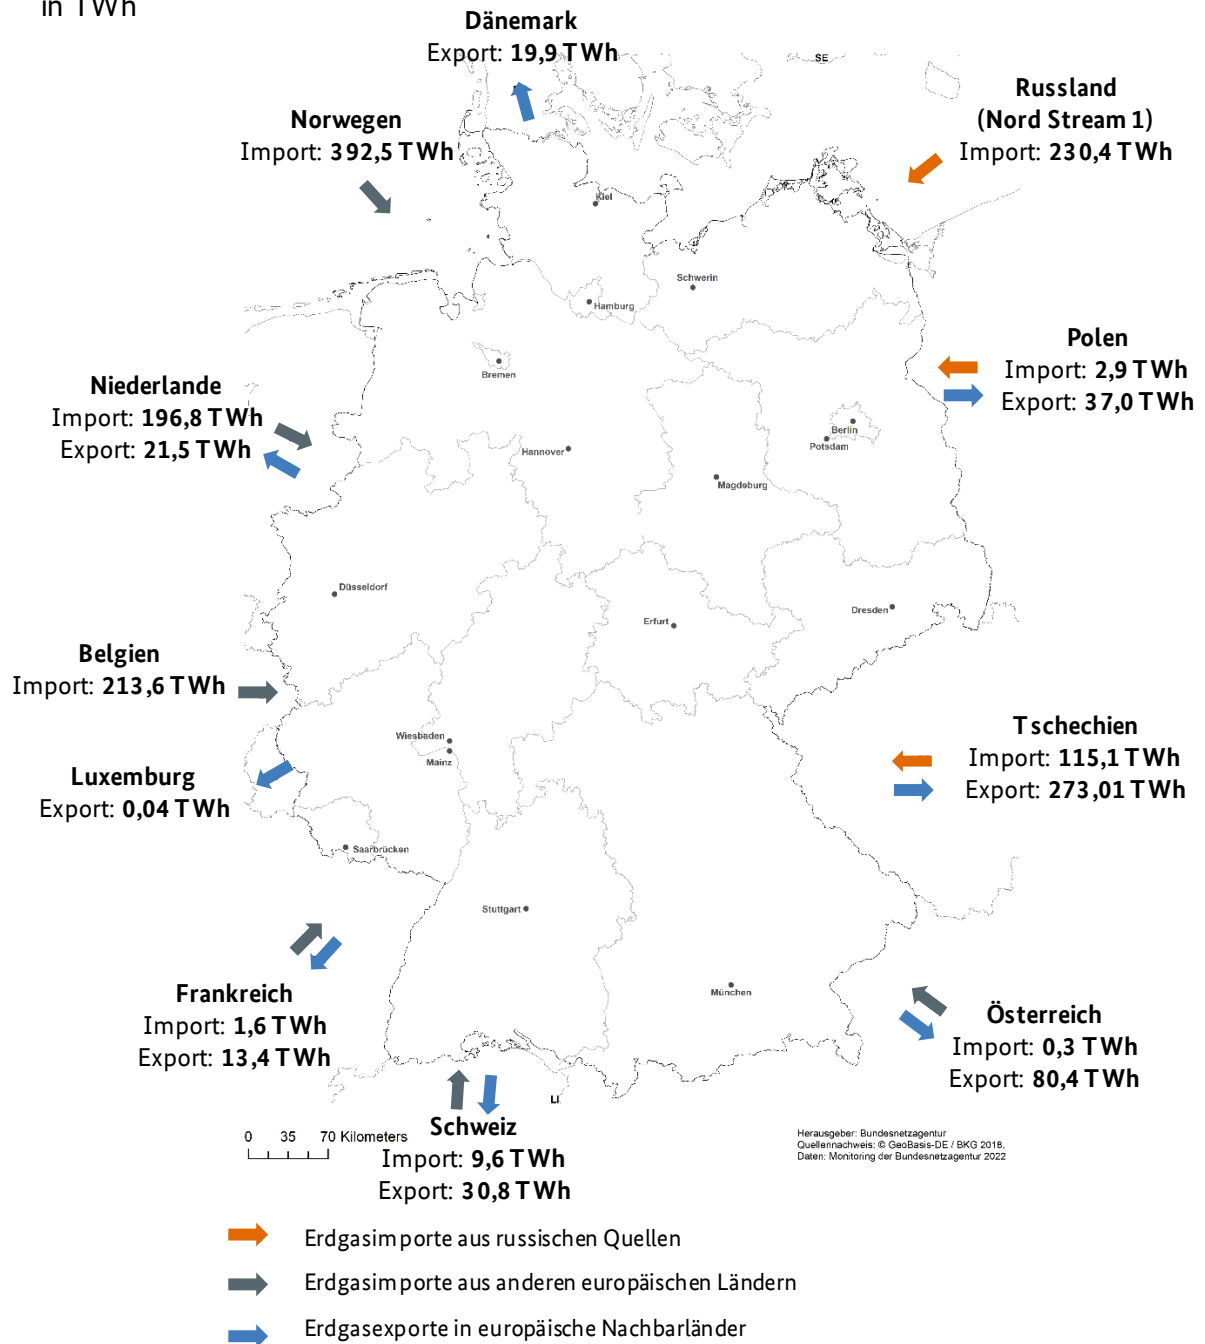 in TWh
Dänemark
Export: 19,9 TWh
SE
Russland
(Nord Stream 1)
Import: 230,4 TWh
Norwegen
Import: 392,5 TWh
Kiel
Schwerin
Hamburg
Polen
Import: 2,9 TWh
Export: 37,0 TWh
Bremen
Niederlande
Import: 196,8 TWh
Export: 21,5 TWh
Berlin
Potsdam
Hannover
Magdeburg
Düsseldorf
Dresden
Erfurt
Belgien
Import: 213,6 TWh
Tschechien
Import: 115,1 TWh
Export: 273,01 TWh
Wiesbaden
Mainz
Luxemburg
Export: 0,04 TWh
Saarbrücken
Stuttgart
München
Frankreich
Import: 1,6 TWh
Export: 13,4 TWh
Österreich
Import: 0,3 TWh
Export: 80,4 TWh
LI
Schweiz
Import: 9,6 TWh
Export: 30,8 TWh
0 35 70 Kilometers
Herausgeber: Bundesnetzagentur
Quellennachweis: © GeoBasis-DE / BKG 2018,
Daten: Monitoring der Bundesnetzagentur 2022
Erdgasimporte aus russischen Quellen
Erdgasimporte aus anderen europäischen Ländern
Erdgasexporte in europäische Nachbarländer